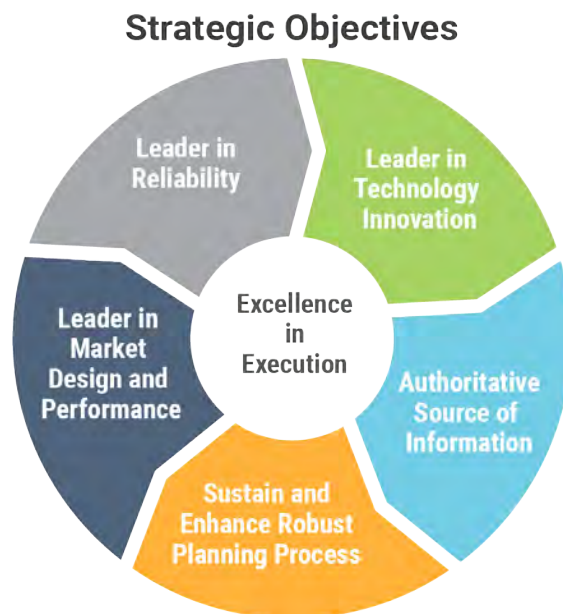 Strategic Objectives
Leader in
Reliability
Leader in
Technology
Innovation
Excellence
in
Execution
Leader in
Market
Design and
Performance
Authoritative
Source of
Information
Sustain and
Enhance Robust
Planning Process